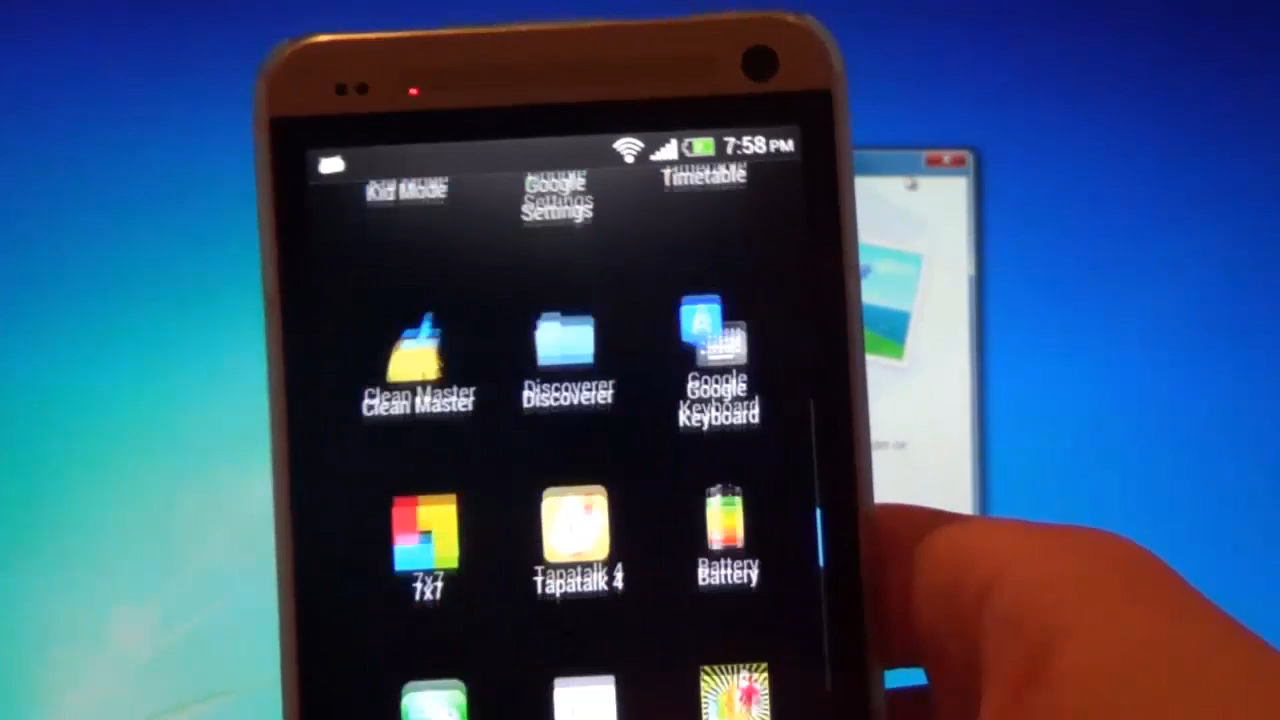 7:58 PM
Kid Mode
Google
Settings
Timetable
Clean Master
Discoverer
Google
Keyboard
7x7
Tapatalk 4
Battery